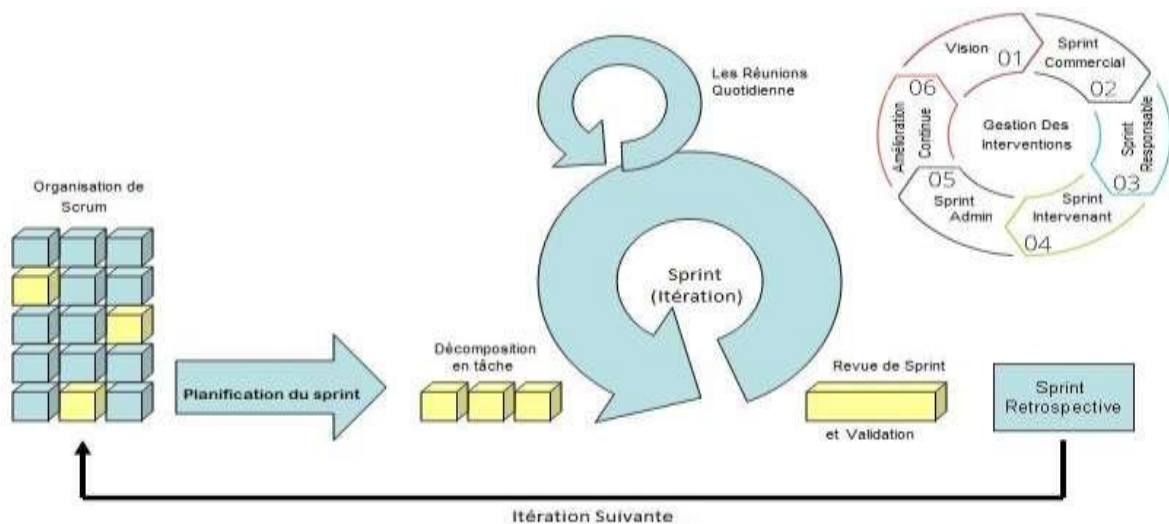 Organisation de
Scrum
Planification du sprint
Décomposition
en tâche
Les Réunions
Quotidienne
Sprint
(Itération)
Revue de Sprint
et Validation
Sprint
Retrospective
Itération Suivante
Vision
01
Sprint
Commercial
02
Sprint
Responsable
03
Sprint
Intervenant
04
05
Sprint
Admin
06
Amélioration
Continue
Gestion Des
Interventions